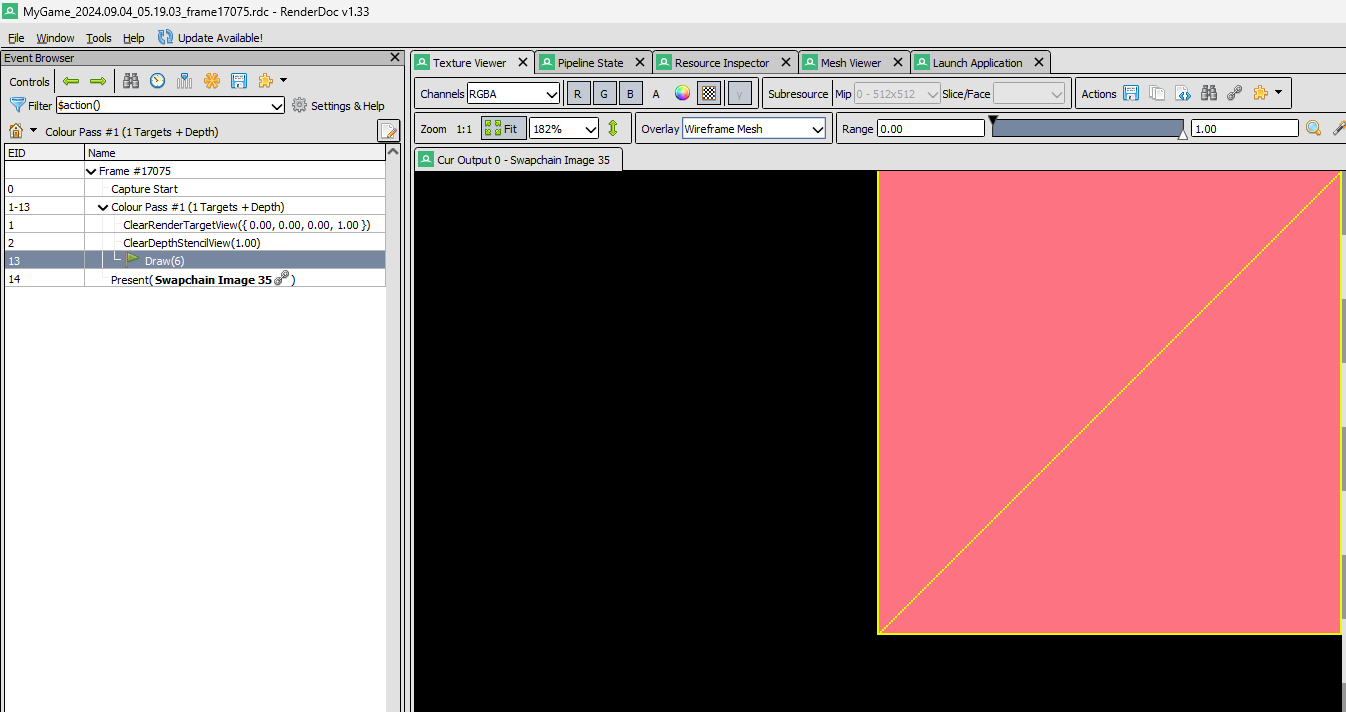 MyGame_2024.09.04_05.19.03_frame17075.rdc - RenderDoc v1.33
File Window Tools Help Update Available!
Event Browser
Controls
Filter $action() Settings & Help
Colour Pass #1 (1 Targets + Depth)
EID Name
Frame #17075
0 Capture Start
1-13 Colour Pass #1 (1 Targets + Depth)
1 ClearRenderTargetView({ 0.00, 0.00, 0.00, 1.00 })
2 ClearDepthStencilView(1.00)
13 Draw(6)
14 Present( Swapchain Image 35 )
Texture Viewer Pipeline State Resource Inspector Mesh Viewer Launch Application
Channels RGBA R G B A γ Subresource Mip 0 - 512x512 Slice/Face Actions
Zoom 1:1 Fit 182% Overlay Wireframe Mesh Range 0.00 1.00
Cur Output 0 - Swapchain Image 35